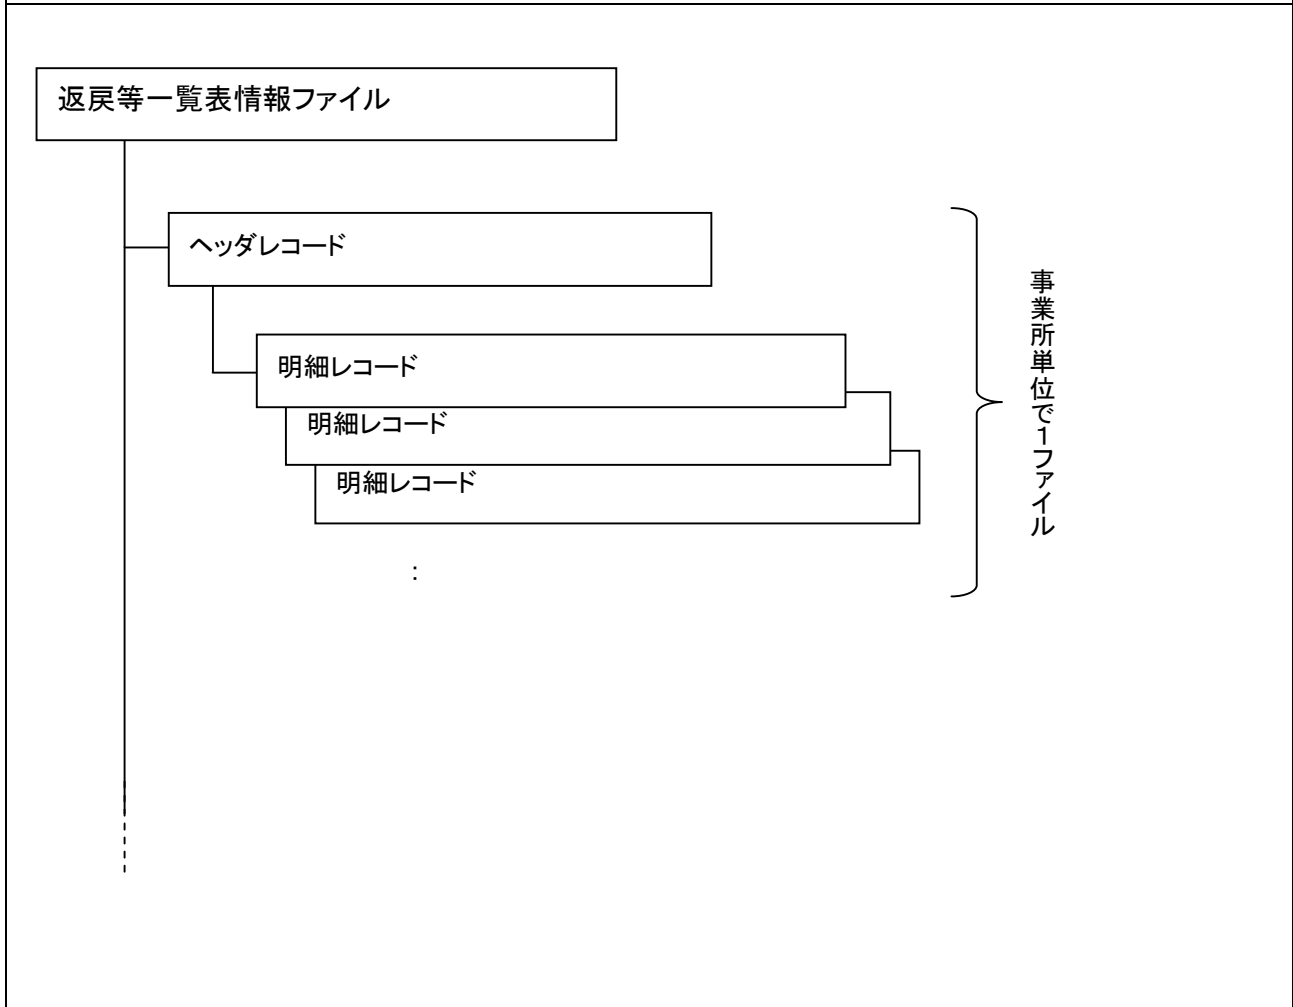 返戻等一覧表情報ファイル
ヘッダレコード
明細レコード
明細レコード
明細レコード
:
事業所単位で1ファイル